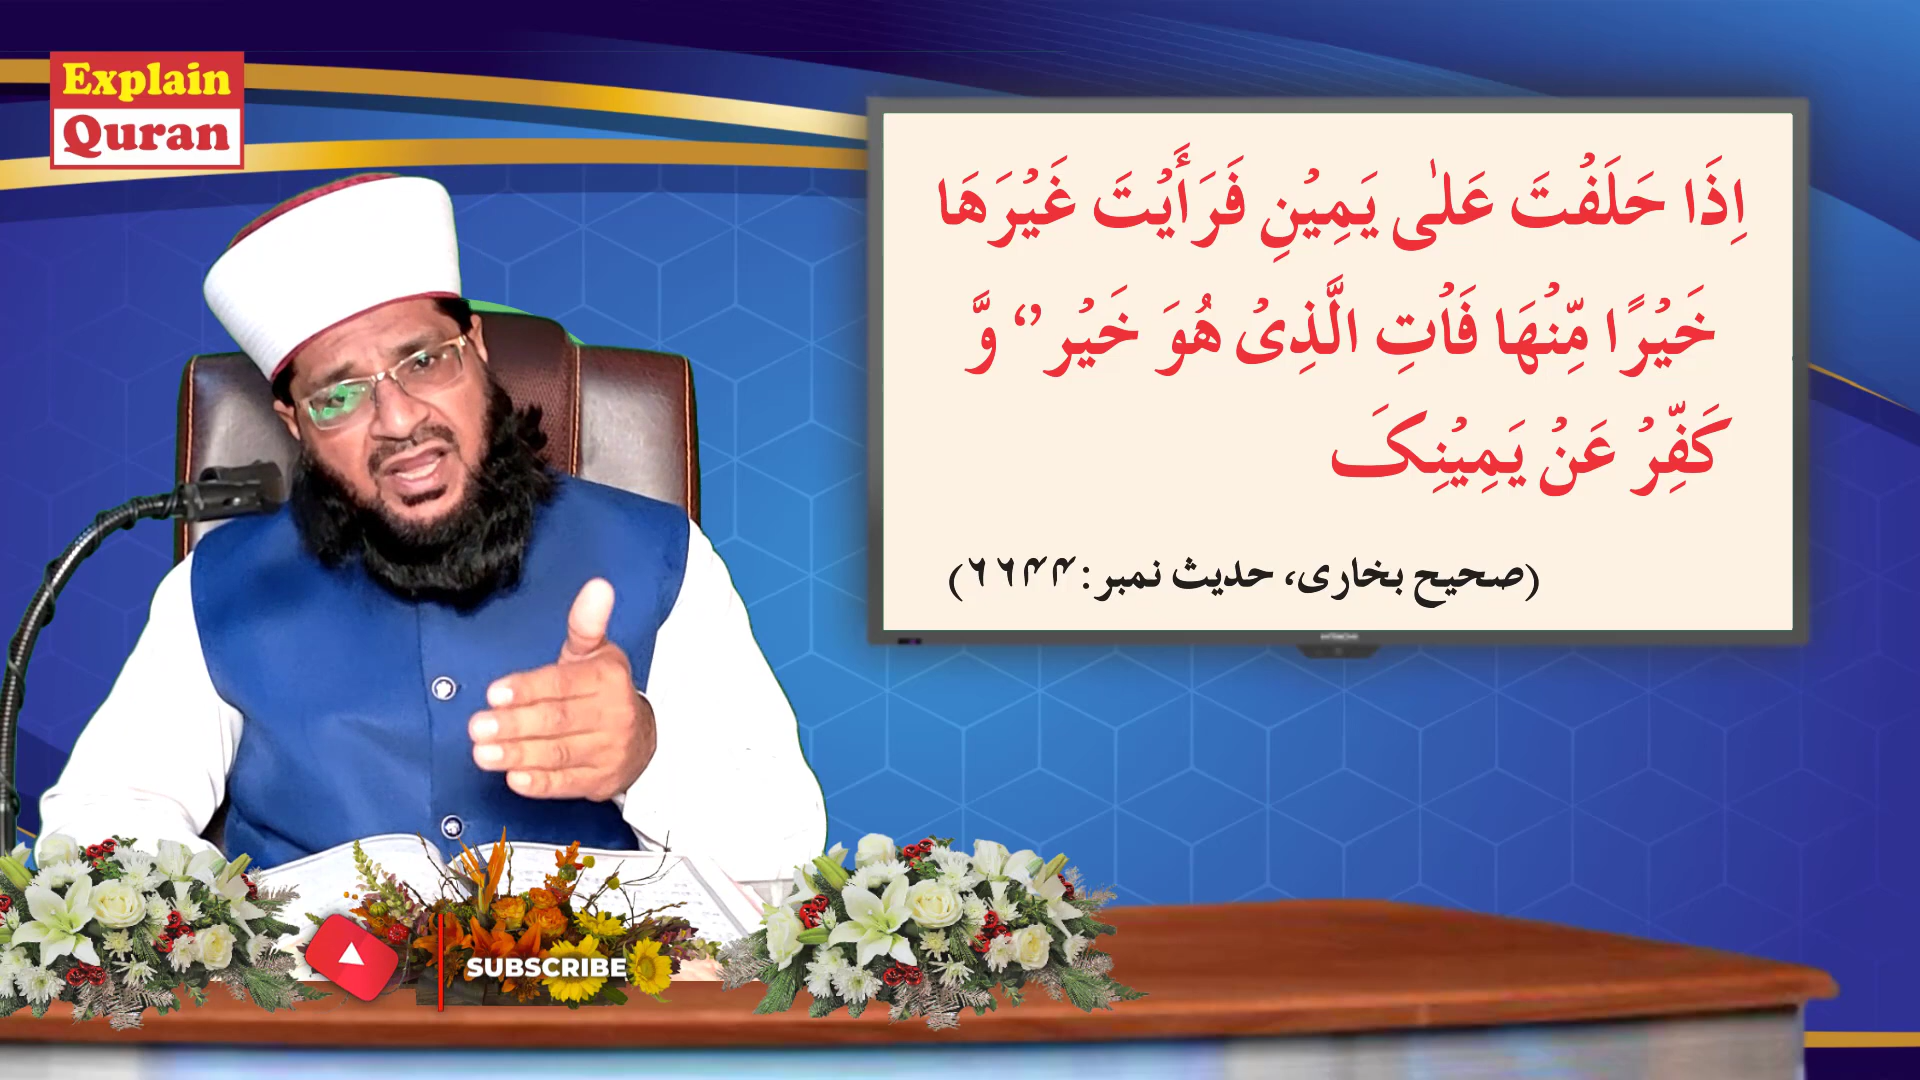 Explain
Quran
اِذَا حَلَفْتَ عَلٰی یَمِیْنٍ فَرَأَیْتَ غَیْرَهَا
خَیْرًا مِّنْهَا فَاْتِ الَّذِیْ هُوَ خَیْر ٌ وَّ
کَفِّرْ عَنْ یَمِیْنِکَ
(صحیح بخاری، حدیث نمبر: ۶۶۴۴)
SUBSCRIBE